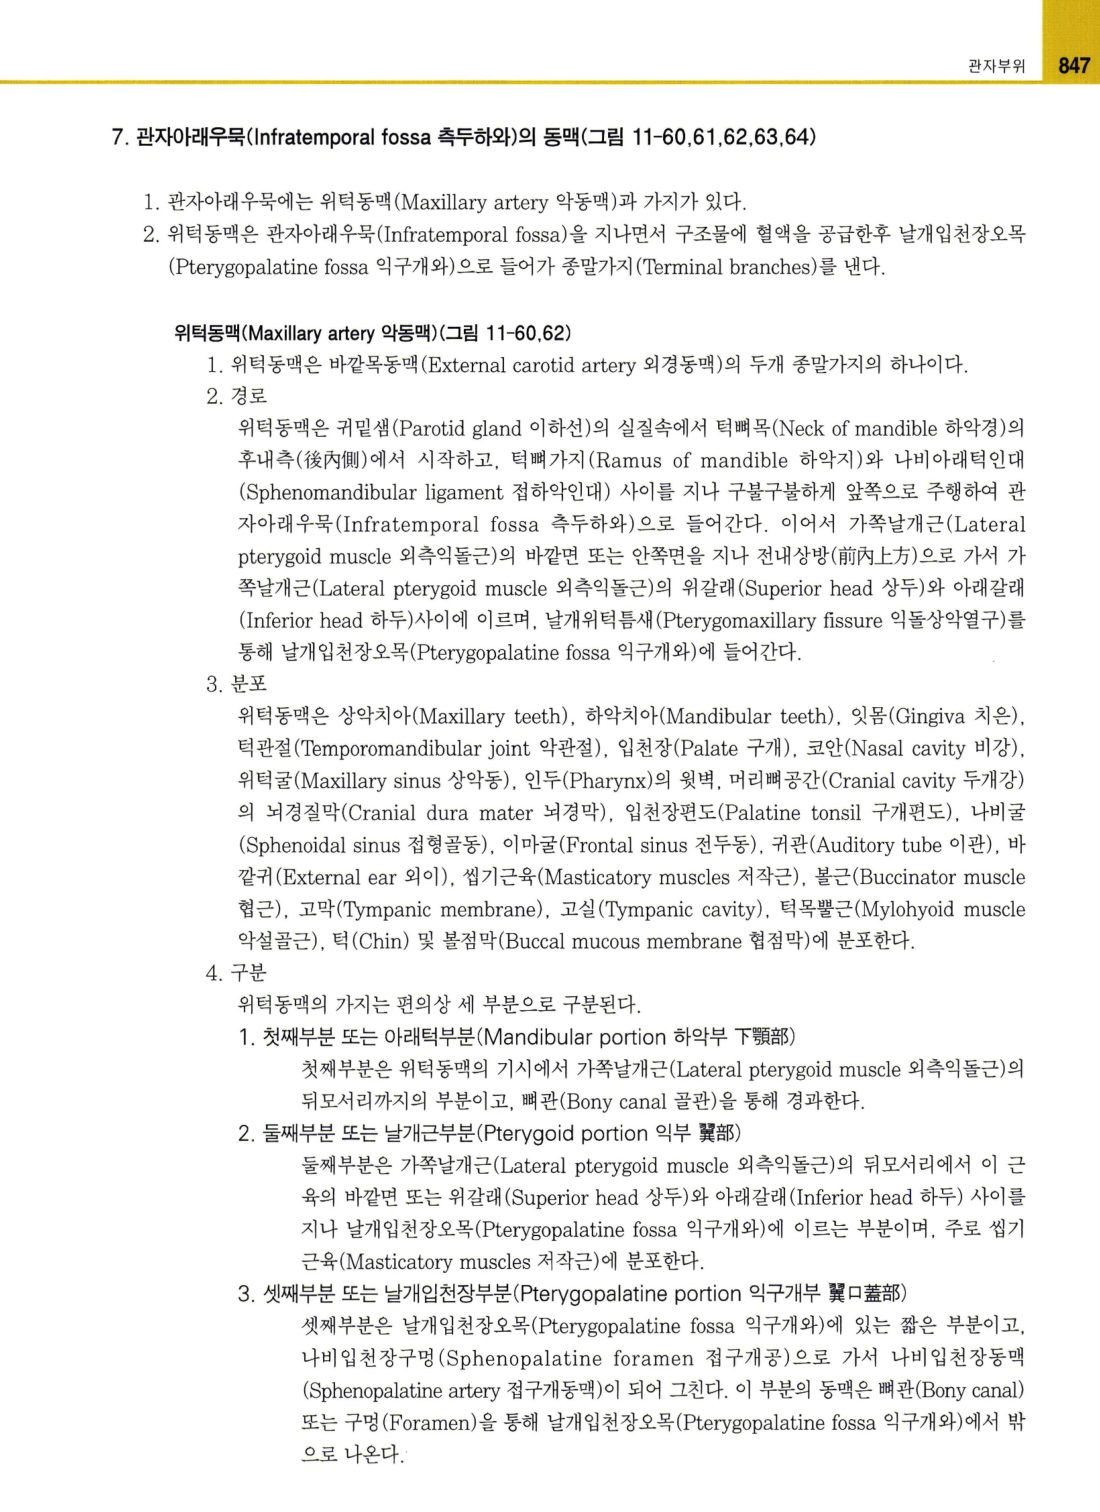 관자부위 847
7. 관자아래우묵(Infratemporal fossa 측두하와)의 동맥(그림 11-60,61,62,63,64)
1. 관자아래우묵에는 위턱동맥(Maxillary artery 악동맥)과 가지가 있다.
2. 위턱동맥은 관자아래우묵(Infratemporal fossa)을 지나면서 구조물에 혈액을 공급한후 날개입천장오목
(Pterygopalatine fossa 익구개와)으로 들어가 종말가지(Terminal branches)를 낸다.
위턱동맥(Maxillary artery 악동맥)(그림 11-60,62)
1. 위턱동맥은 바깥목동맥(External carotid artery 외경동맥)의 두개 종말가지의 하나이다.
2. 경로
위턱동맥은 귀밑샘(Parotid gland 이하선)의 실질속에서 턱뼈목(Neck of mandible 하악경)의
후내측(後內側)에서 시작하고, 턱뼈가지(Ramus of mandible 하악지)와 나비아래턱인대
(Sphenomandibular ligament 접하악인대) 사이를 지나 구불구불하게 앞쪽으로 주행하여 관
자아래우묵(Infratemporal fossa 측두하와)으로 들어간다. 이어서 가쪽날개근(Lateral
pterygoid muscle 외측익돌근)의 바깥면 또는 안쪽면을 지나 전내상방(前內上方)으로 가서 가
쪽날개근(Lateral pterygoid muscle 외측익돌근)의 위갈래(Superior head 상두)와 아래갈래
(Inferior head 하두)사이에 이르며, 날개위턱틈새(Pterygomaxillary fissure 익돌상악열구)를
통해 날개입천장오목(Pterygopalatine fossa 익구개와)에 들어간다.
3. 분포
위턱동맥은 상악치아(Maxillary teeth), 하악치아(Mandibular teeth), 잇몸(Gingiva 치은),
턱관절(Temporomandibular joint 악관절), 입천장(Palate 구개), 코안(Nasal cavity 비강),
위턱굴(Maxillary sinus 상악동), 인두(Pharynx)의 윗벽, 머리뼈공간(Cranial cavity 두개강)
의 뇌경질막(Cranial dura mater 뇌경막), 입천장편도(Palatine tonsil 구개편도), 나비굴
(Sphenoidal sinus 접형골동), 이마굴(Frontal sinus 전두동), 귀관(Auditory tube 이관), 바
깥귀(External ear 외이), 씹기근육(Masticatory muscles 저작근), 볼근(Buccinator muscle
협근), 고막(Tympanic membrane), 고실(Tympanic cavity), 턱목뿔근(Mylohyoid muscle
악설골근), 턱(Chin) 및 볼점막(Buccal mucous membrane 협점막)에 분포한다.
4. 구분
위턱동맥의 가지는 편의상 세 부분으로 구분된다.
1. 첫째부분 또는 아래턱부분(Mandibular portion 하악부 下顎部)
첫째부분은 위턱동맥의 기시에서 가쪽날개근(Lateral pterygoid muscle 외측익돌근)의
뒤모서리까지의 부분이고, 뼈관(Bony canal 골관)을 통해 경과한다.
2. 둘째부분 또는 날개근부분(Pterygoid portion 익부 翼部)
둘째부분은 가쪽날개근(Lateral pterygoid muscle 외측익돌근)의 뒤모서리에서 이 근
육의 바깥면 또는 위갈래(Superior head 상두)와 아래갈래(Inferior head 하두) 사이를
지나 날개입천장오목(Pterygopalatine fossa 익구개와)에 이르는 부분이며, 주로 씹기
근육(Masticatory muscles 저작근)에 분포한다.
3. 셋째부분 또는 날개입천장부분(Pterygopalatine portion 익구개부 翼口蓋部)
셋째부분은 날개입천장오목(Pterygopalatine fossa 익구개와)에 있는 짧은 부분이고,
나비입천장구멍(Sphenopalatine foramen 접구개공)으로 가서 나비입천장동맥
(Sphenopalatine artery 접구개동맥)이 되어 그친다. 이 부분의 동맥은 뼈관(Bony canal)
또는 구멍(Foramen)을 통해 날개입천장오목(Pterygopalatine fossa 익구개와)에서 밖
으로 나온다.